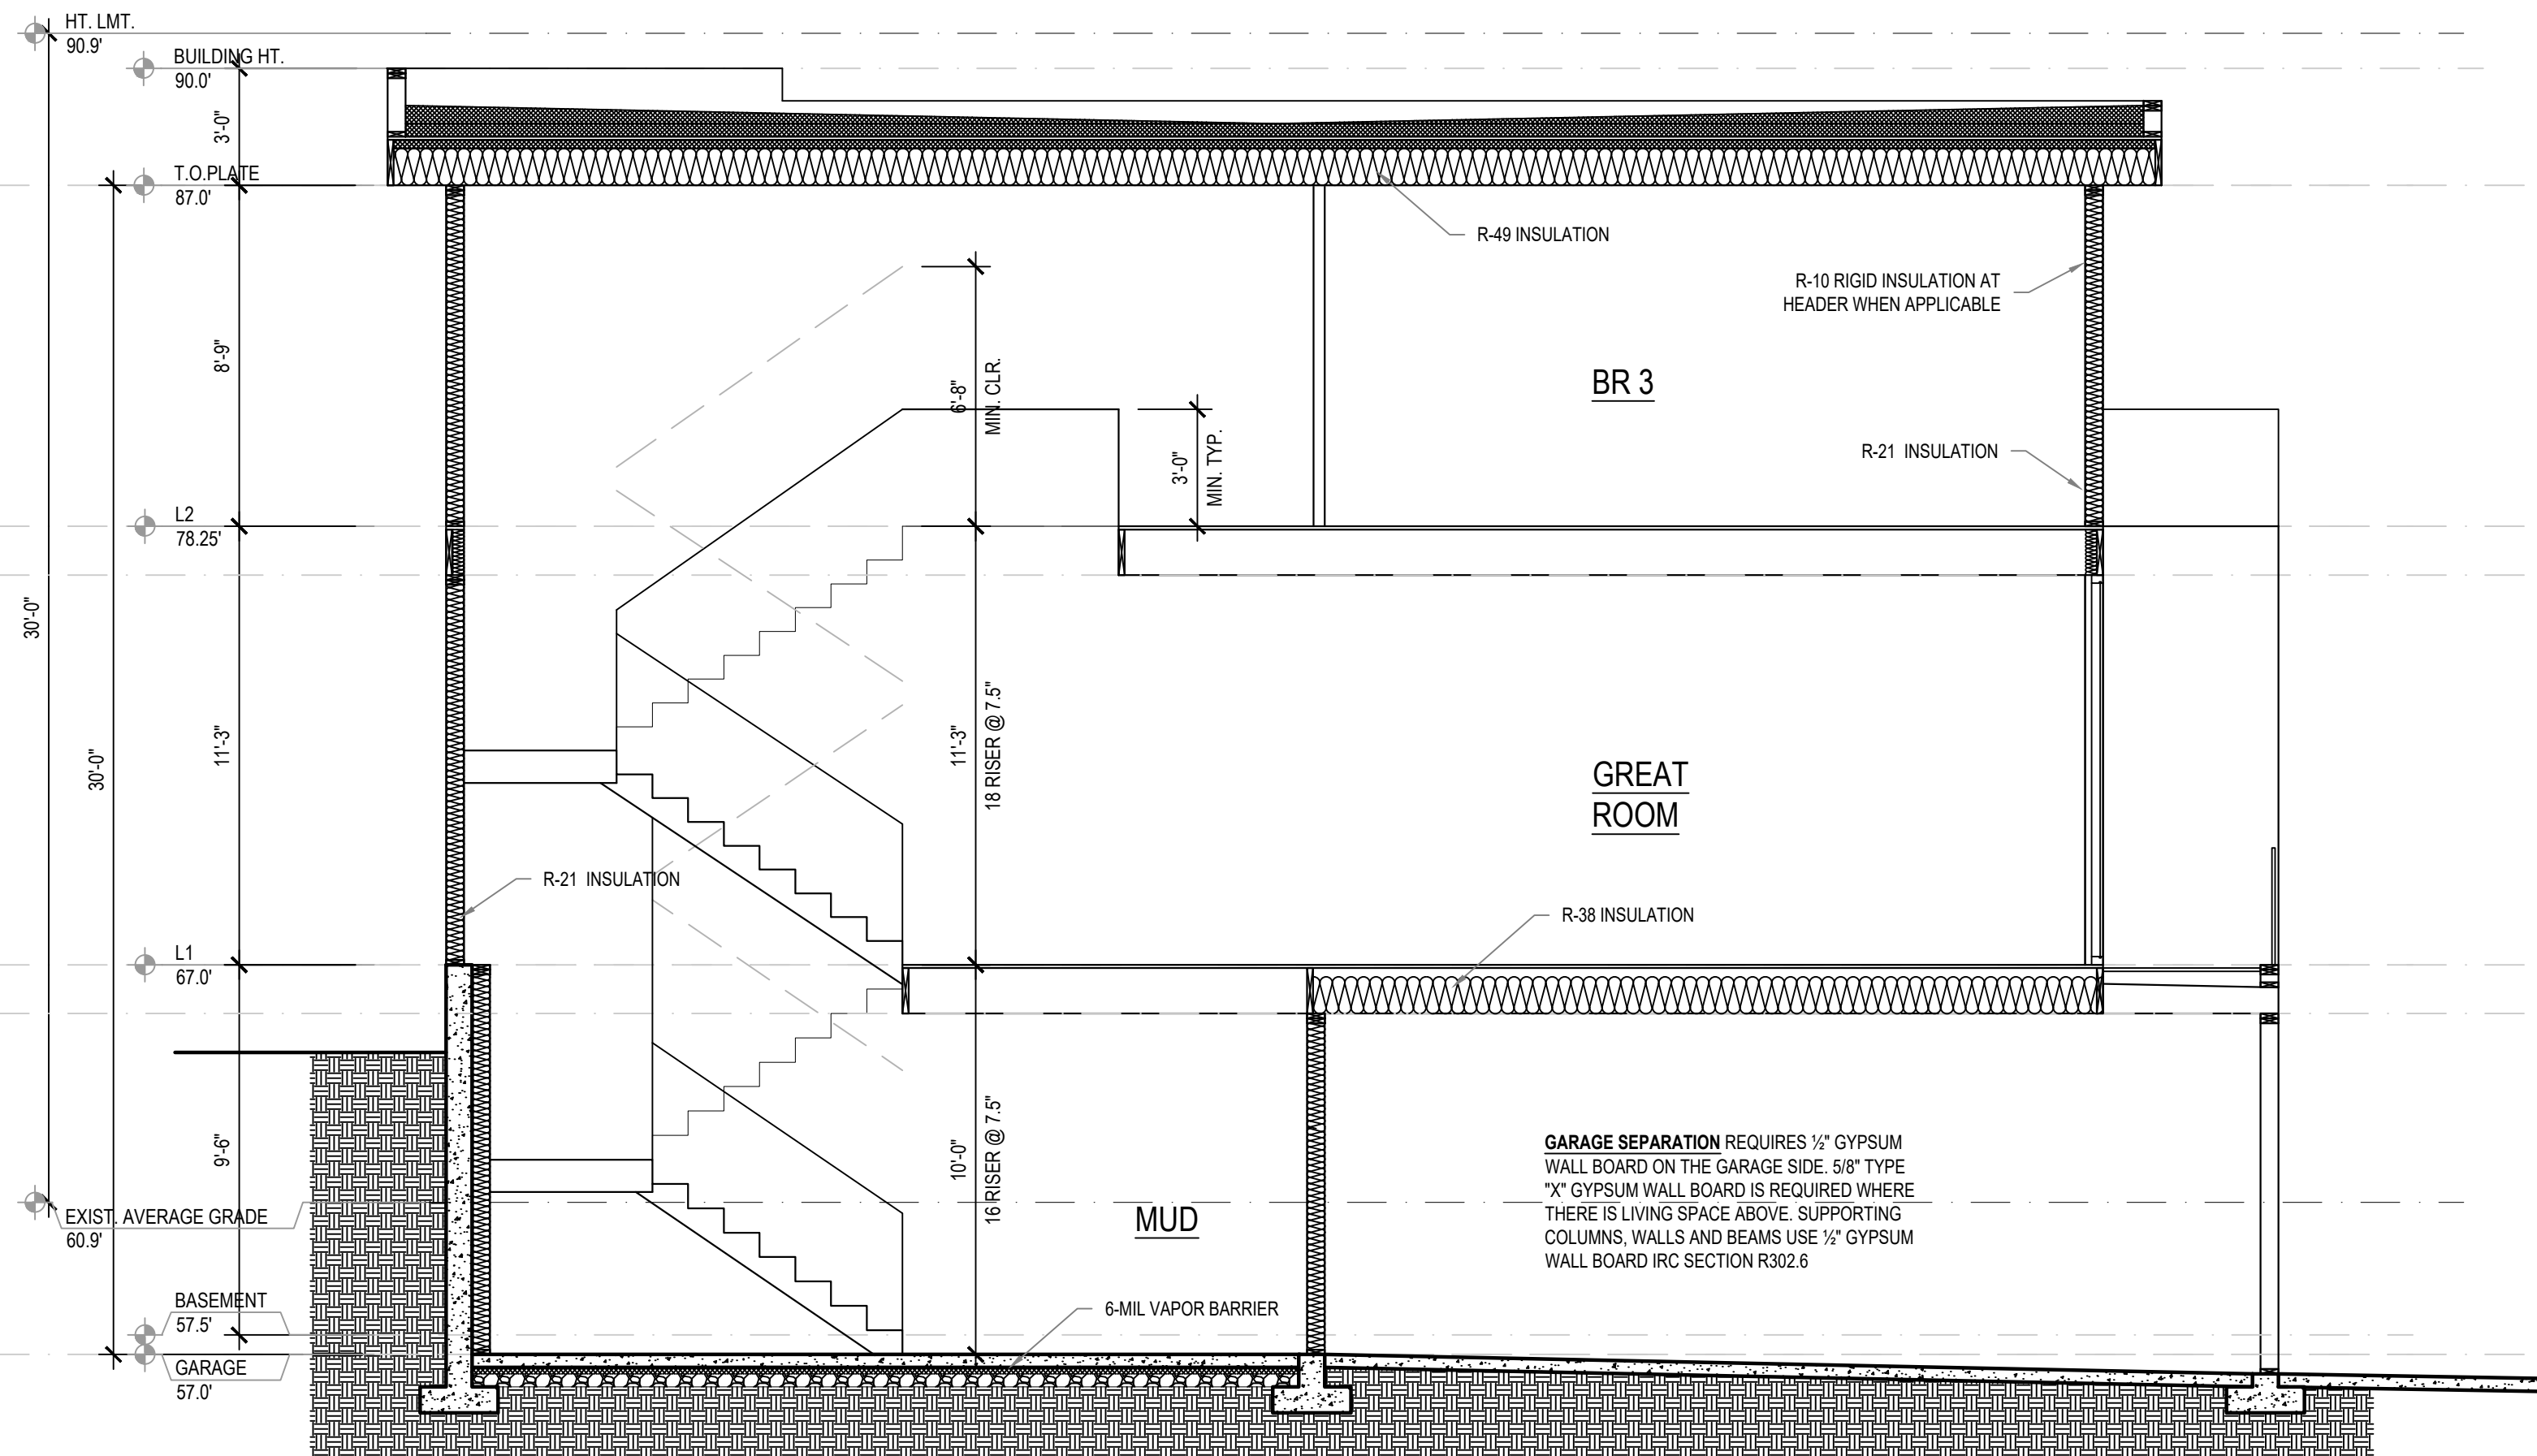 HT. LMT.
90.9'
BUILDING HT.
90.0'
3'-0"
T.O.PLATE
87.0'
R-49 INSULATION
R-10 RIGID INSULATION AT
HEADER WHEN APPLICABLE
8'-9"
6'-8"
MIN. CLR.
BR 3
3'-0"
MIN. TYP.
R-21 INSULATION
L2
78.25'
30'-0"
30'-0"
11'-3"
11'-3"
18 RISER @ 7.5"
GREAT
ROOM
R-21 INSULATION
R-38 INSULATION
L1
67.0'
9'-6"
10'-0"
16 RISER @ 7.5"
MUD
GARAGE SEPARATION REQUIRES ½" GYPSUM
WALL BOARD ON THE GARAGE SIDE. 5/8" TYPE
"X" GYPSUM WALL BOARD IS REQUIRED WHERE
THERE IS LIVING SPACE ABOVE. SUPPORTING
COLUMNS, WALLS AND BEAMS USE ½" GYPSUM
WALL BOARD IRC SECTION R302.6
EXIST. AVERAGE GRADE
60.9'
BASEMENT
57.5'
6-MIL VAPOR BARRIER
GARAGE
57.0'